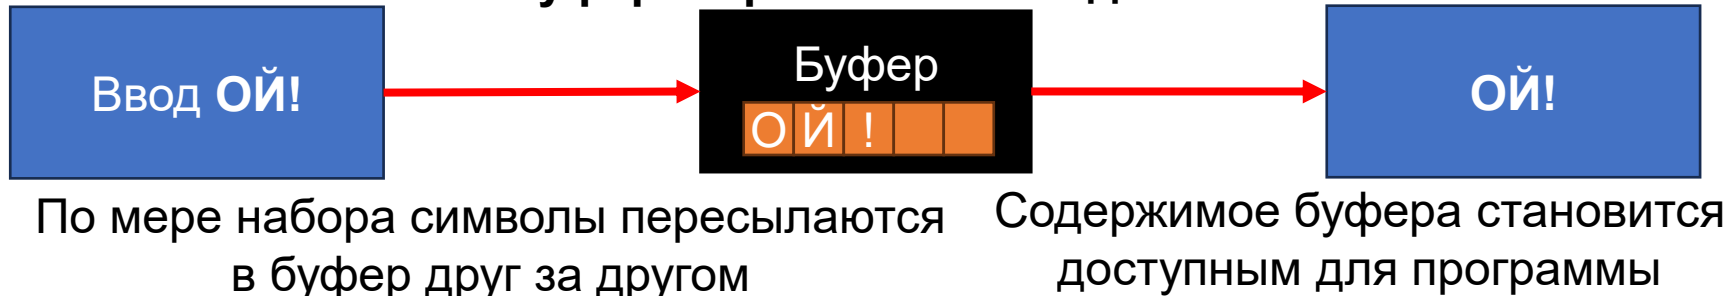 Ввод ОЙ!
Буфер
О Й !
ОЙ!
По мере набора символы пересылаются
в буфер друг за другом
Содержимое буфера становится
доступным для программы